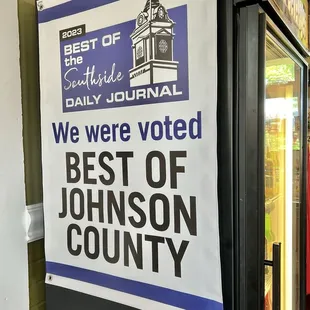 2023
BEST OF
the
Southside
DAILY JOURNAL
We were voted
BEST OF
JOHNSON
COUNTY